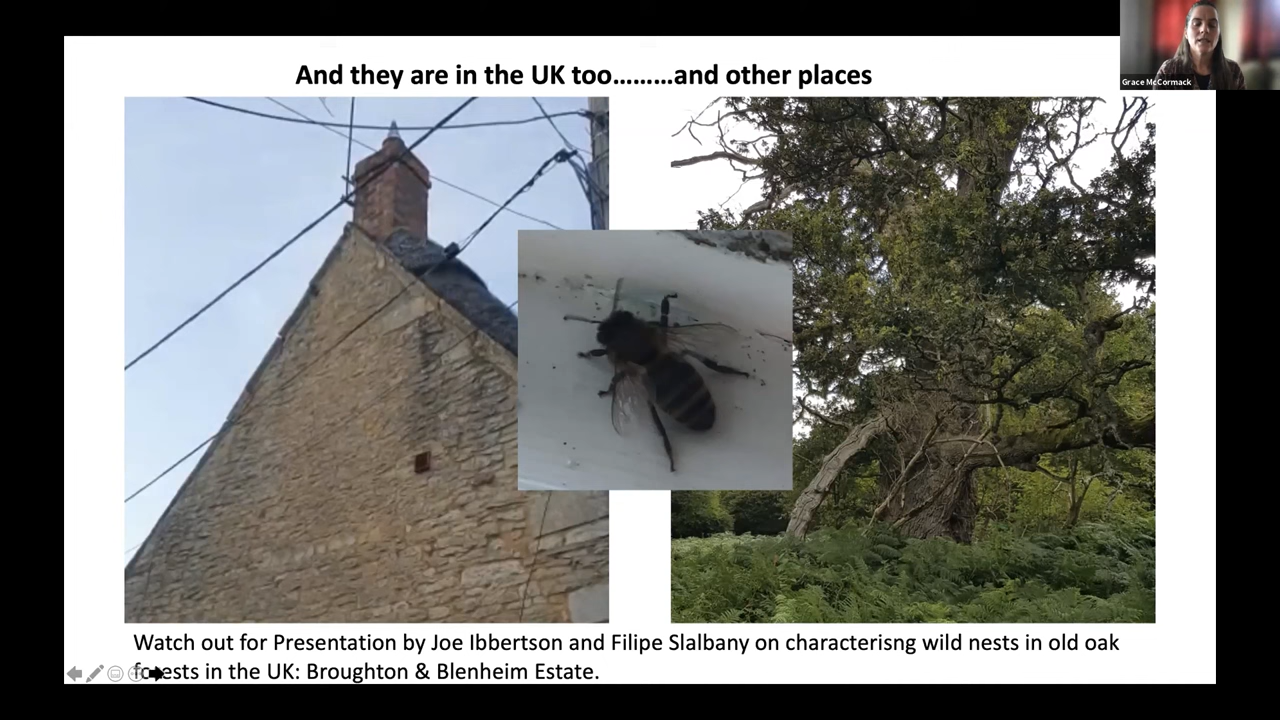 And they are in the UK too.........and other places
Grace McCormack
Watch out for Presentation by Joe Ibbertson and Filipe Slalbany on characterisng wild nests in old oak
forests in the UK: Broughton & Blenheim Estate.